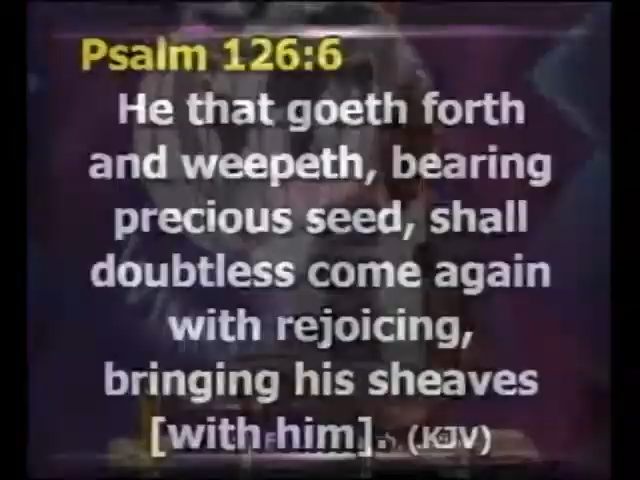 Psalm 126:6
He that goeth forth
and weepeth, bearing
precious seed, shall
doubtless come again
with rejoicing,
bringing his sheaves
[with him]. (KJV)